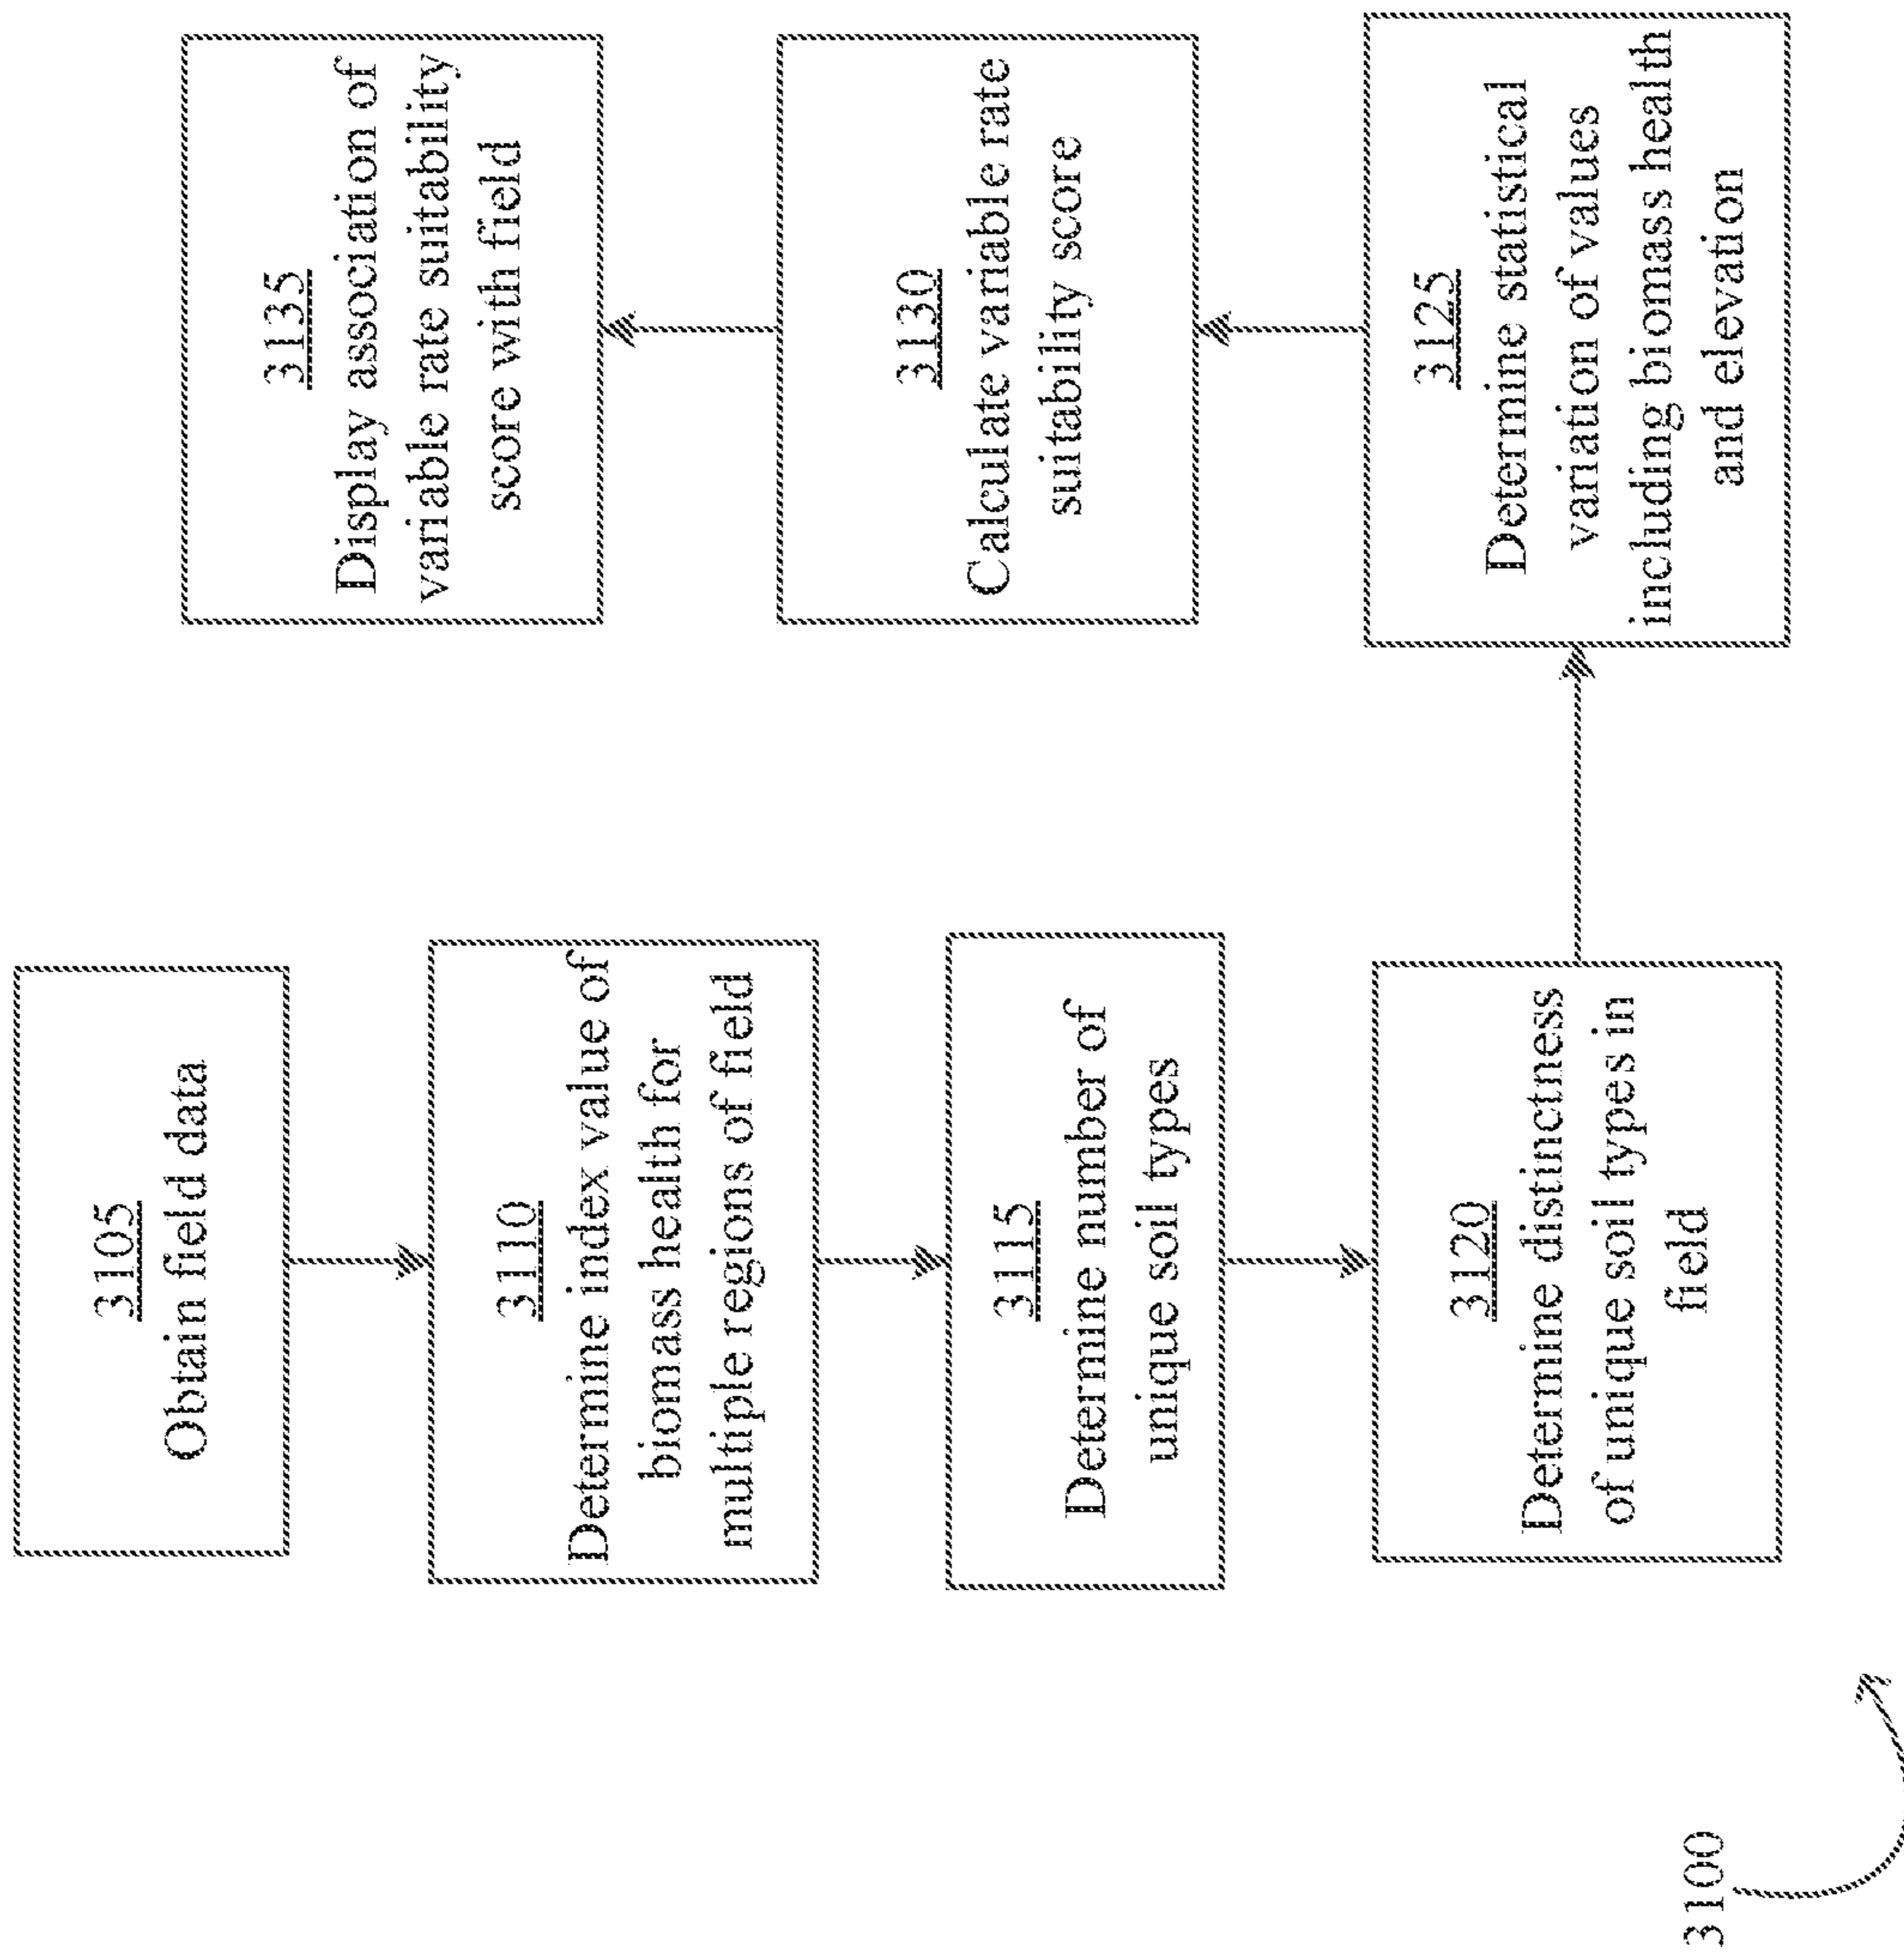 3105
Obtain field data
3110
Determine index value of
biomass health for
multiple regions of field
3115
Determine number of
unique soil types
3120
Determine distinctness
of unique soil types in
field
3125
Determine statistical
variation of values
including biomass health
and elevation
3130
Calculate variable rate
suitability score
3135
Display association of
variable rate suitability
score with field
3100